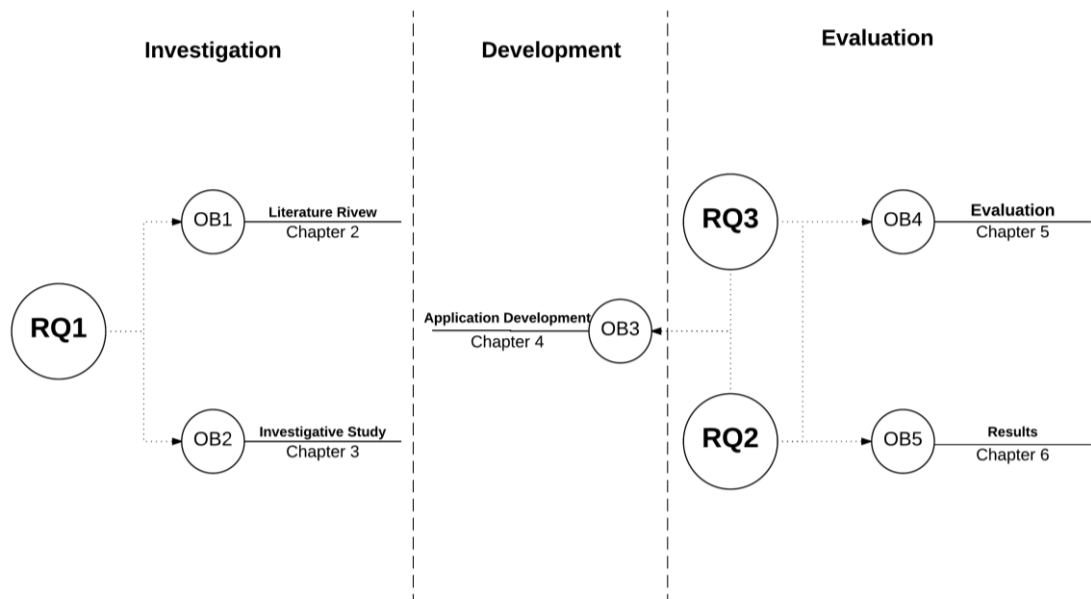 Investigation
Development
Evaluation
OB1
Literature Rivew
Chapter 2
RQ1
OB2
Investigative Study
Chapter 3
Application Development
Chapter 4
OB3
RQ3
OB4
Evaluation
Chapter 5
RQ2
OB5
Results
Chapter 6